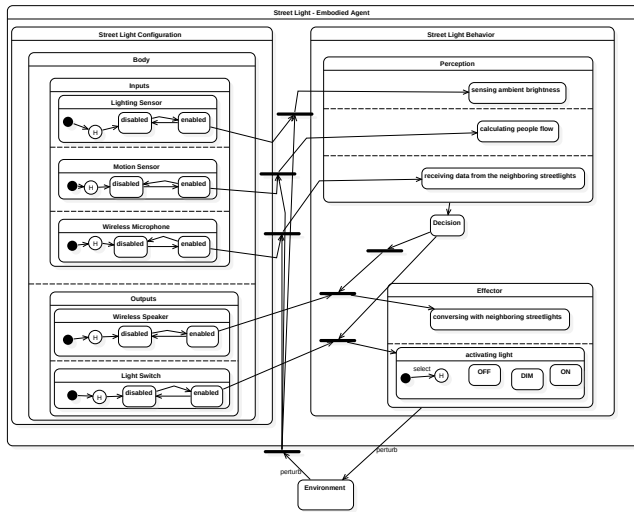 Street Light - Embodied Agent
Street Light Configuration
Street Light Behavior
Body
Inputs
Lighting Sensor
H
disabled
enabled
Motion Sensor
H
disabled
enabled
Wireless Microphone
H
disabled
enabled
Outputs
Wireless Speaker
H
disabled
enabled
Light Switch
H
disabled
enabled
Perception
sensing ambient brightness
calculating people flow
receiving data from the neighboring streetlights
Decision
Effector
conversing with neighboring streetlights
activating light
select
H
OFF
DIM
ON
perturb
perturb
Environment